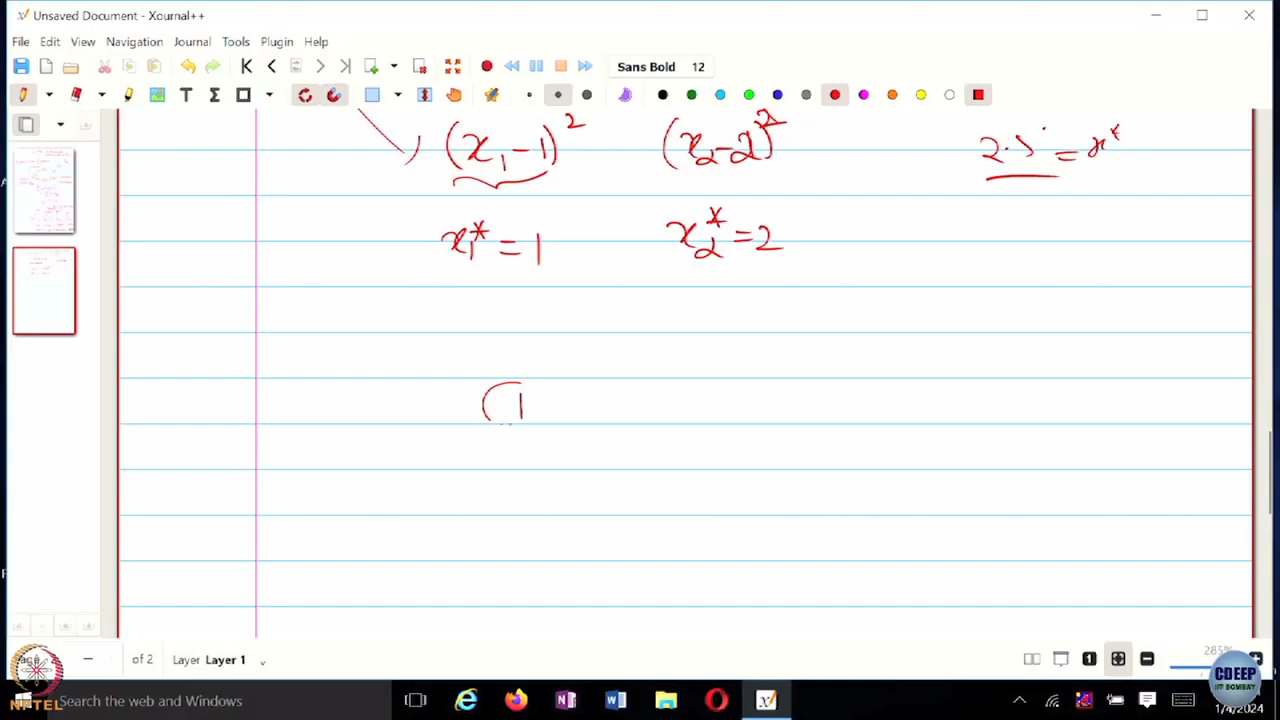 Unsaved Document - Xournal++
File Edit View Navigation Journal Tools Plugin Help
Sans Bold 12
(x₁-1)² (x₂-2)² = x*
x₁* = 1 x₂* = 2
(1
of 2 Layer Layer 1 285%
CDEEP
IIT BOMBAY
NPTEL
Search the web and Windows
1/4/2024